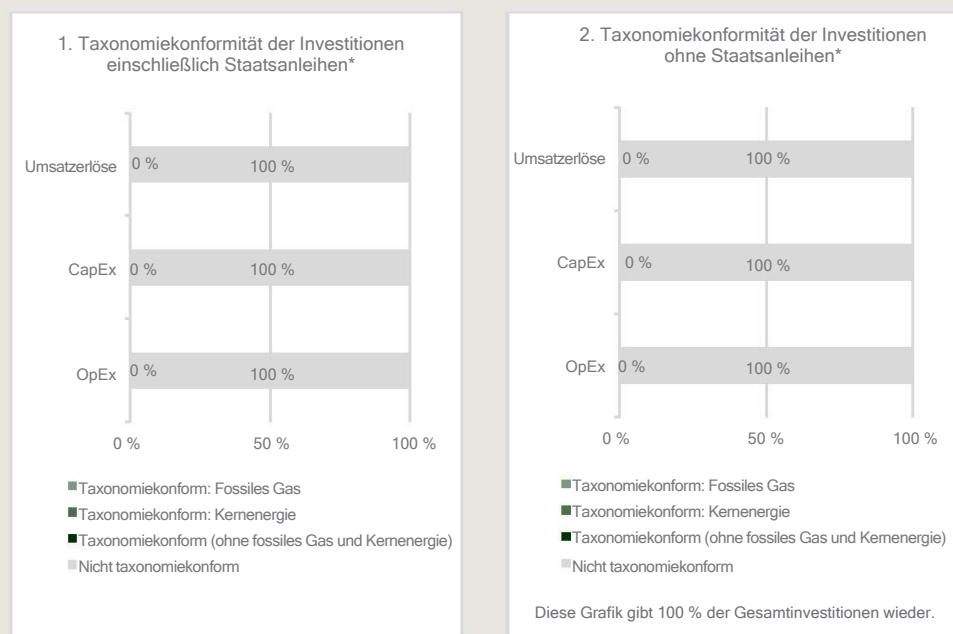 1. Taxonomiekonformität der Investitionen
einschließlich Staatsanleihen*
Umsatzerlöse 0 % 100 %
CapEx 0 % 100 %
OpEx 0 % 100 %
0 % 50 % 100 %
Taxonomiekonform: Fossiles Gas
Taxonomiekonform: Kernenergie
Taxonomiekonform (ohne fossiles Gas und Kernenergie)
Nicht taxonomiekonform
2. Taxonomiekonformität der Investitionen
ohne Staatsanleihen*
Umsatzerlöse 0 % 100 %
CapEx 0 % 100 %
OpEx 0 % 100 %
0 % 50 % 100 %
Taxonomiekonform: Fossiles Gas
Taxonomiekonform: Kernenergie
Taxonomiekonform (ohne fossiles Gas und Kernenergie)
Nicht taxonomiekonform
Diese Grafik gibt 100 % der Gesamtinvestitionen wieder.